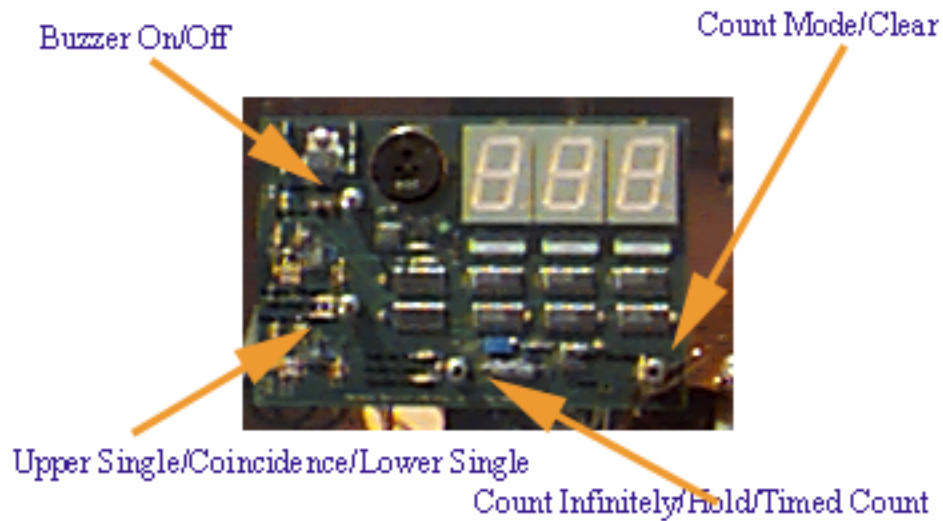 Buzzer On/Off
Count Mode/Clear
Upper Single/Coincidence/Lower Single
Count Infinitely/Hold/Timed Count